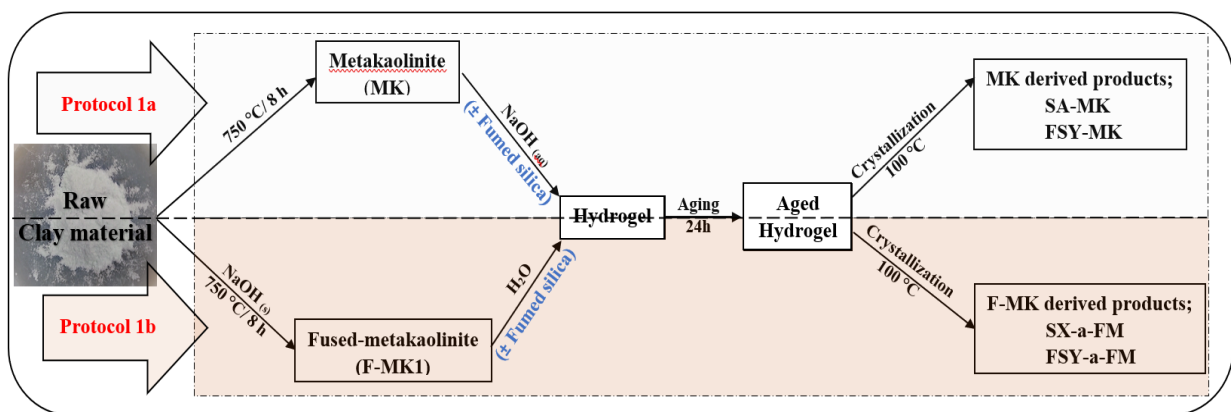 Protocol 1a
Raw
Clay material
Protocol 1b
750 °C/ 8 h
Metakaolinite
(MK)
NaOH (aq)
(± Fumed silica)
NaOH (s)
750 °C/ 8 h
Fused-metakaolinite
(F-MK1)
H₂O
(± Fumed silica)
Hydrogel
Aging
24h
Aged
Hydrogel
Crystallization
100 °C
MK derived products;
SA-MK
FSY-MK
Crystallization
100 °C
F-MK derived products;
SX-a-FM
FSY-a-FM